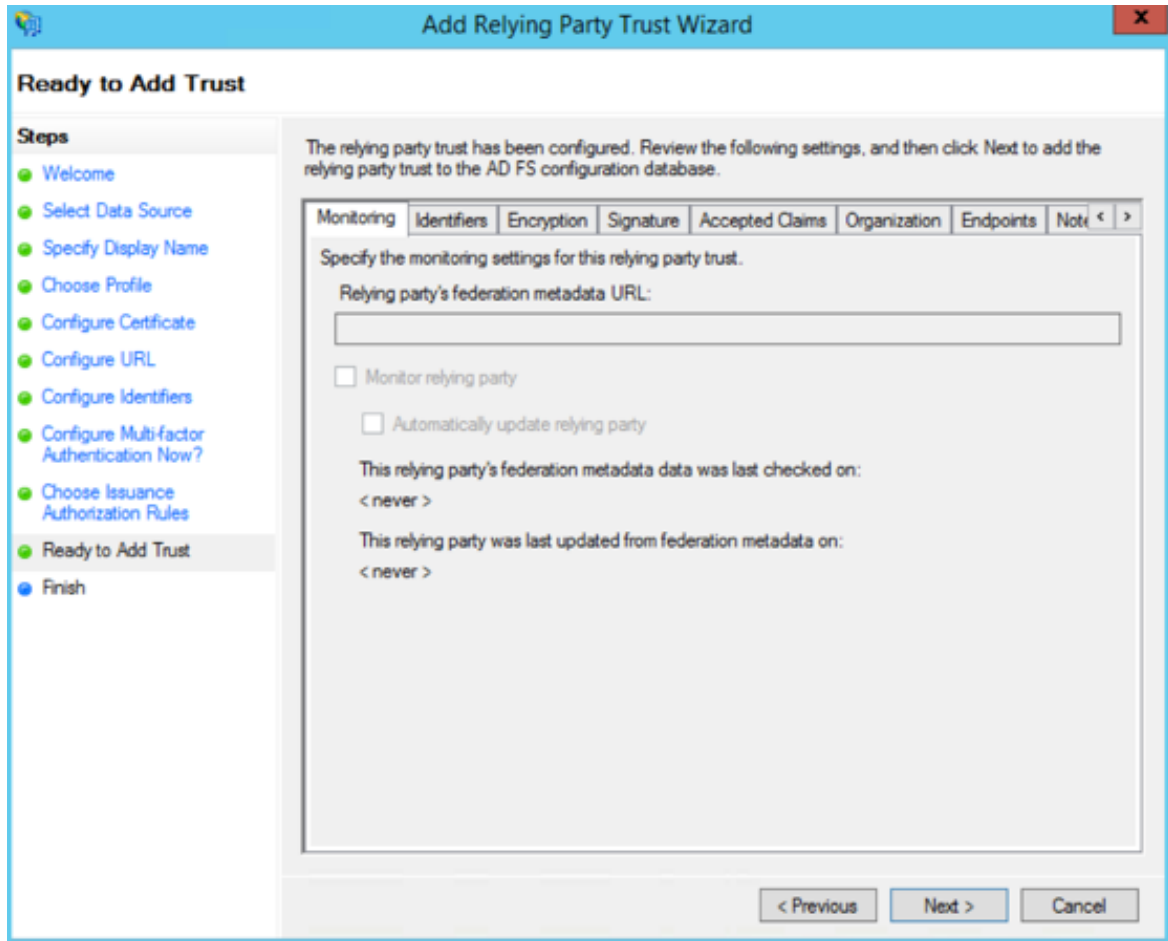 Add Relying Party Trust Wizard
x
Ready to Add Trust
Steps
Welcome
Select Data Source
Specify Display Name
Choose Profile
Configure Certificate
Configure URL
Configure Identifiers
Configure Multi-factor
Authentication Now?
Choose Issuance
Authorization Rules
Ready to Add Trust
Finish
The relying party trust has been configured. Review the following settings, and then click Next to add the
relying party trust to the AD FS configuration database.
Monitoring Identifiers Encryption Signature Accepted Claims Organization Endpoints Note < >
Specify the monitoring settings for this relying party trust.
Relying party's federation metadata URL:
Monitor relying party
Automatically update relying party
This relying party's federation metadata data was last checked on:
< never >
This relying party was last updated from federation metadata on:
< never >
< Previous Next > Cancel